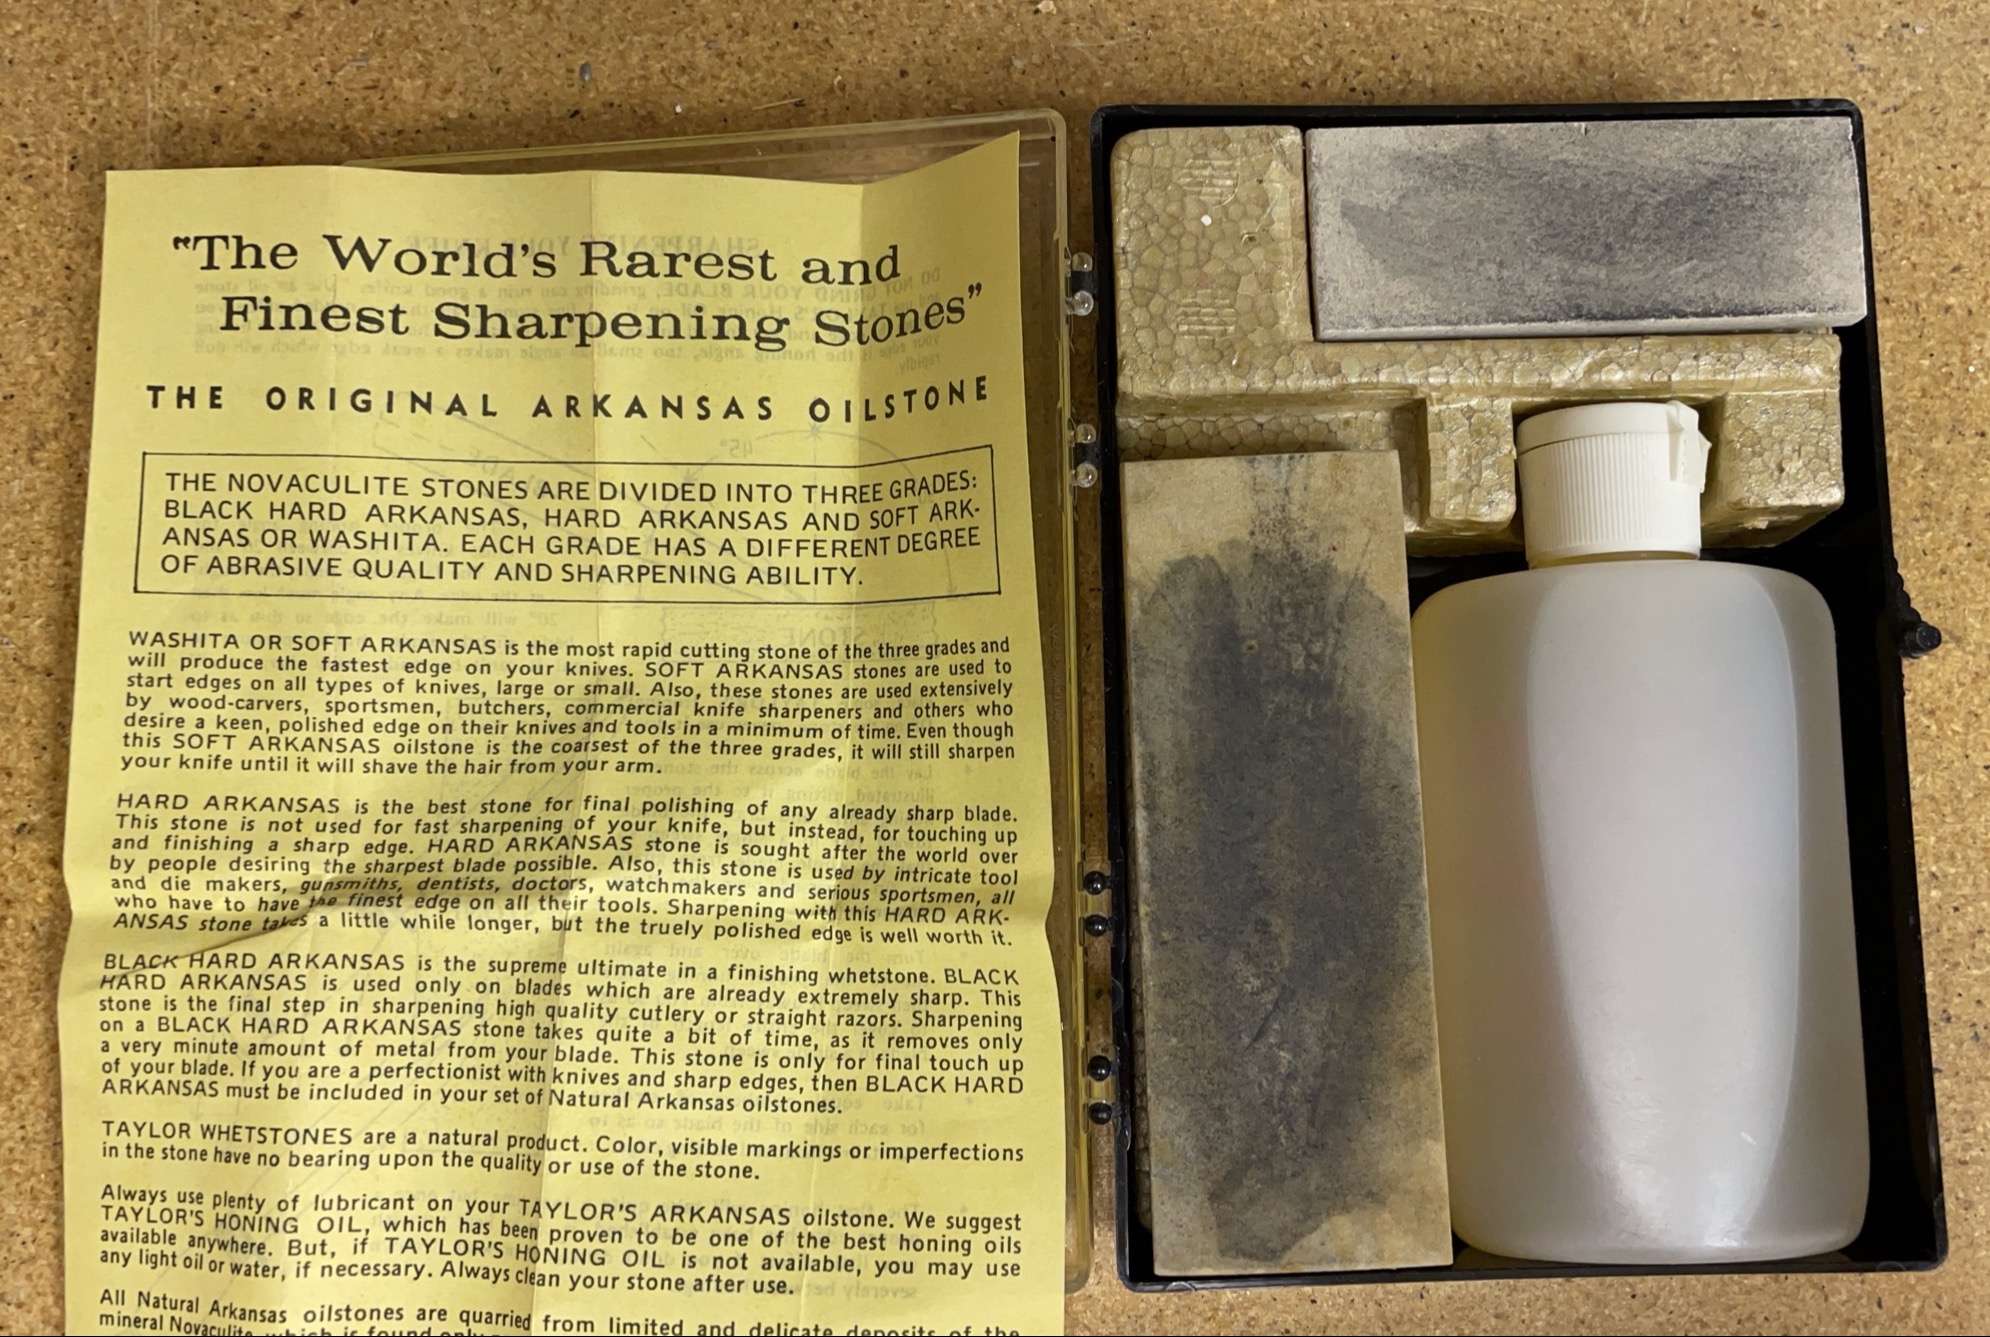 "The World's Rarest and
Finest Sharpening Stones"
THE ORIGINAL ARKANSAS OILSTONE
THE NOVACULITE STONES ARE DIVIDED INTO THREE GRADES:
BLACK HARD ARKANSAS, HARD ARKANSAS AND SOFT ARK-
ANSAS OR WASHITA. EACH GRADE HAS A DIFFERENT DEGREE
OF ABRASIVE QUALITY AND SHARPENING ABILITY.
WASHITA OR SOFT ARKANSAS is the most rapid cutting stone of the three grades and
will produce the fastest edge on your knives. SOFT ARKANSAS stones are used to
start edges on all types of knives, large or small. Also, these stones are used extensively
by wood-carvers, sportsmen, butchers, commercial knife sharpeners and others who
desire a keen, polished edge on their knives and tools in a minimum of time. Even though
this SOFT ARKANSAS oilstone is the coarsest of the three grades, it will still sharpen
your knife until it will shave the hair from your arm.
HARD ARKANSAS is the best stone for final polishing of any already sharp blade.
This stone is not used for fast sharpening of your knife, but instead, for touching up
and finishing a sharp edge. HARD ARKANSAS stone is sought after the world over
by people desiring the sharpest blade possible. Also, this stone is used by intricate tool
and die makers, gunsmiths, dentists, doctors, watchmakers and serious sportsmen, all
who have to have the finest edge on all their tools. Sharpening with this HARD ARK-
ANSAS stone takes a little while longer, but the truely polished edge is well worth it.
BLACK HARD ARKANSAS is the supreme ultimate in a finishing whetstone. BLACK
HARD ARKANSAS is used only on blades which are already extremely sharp. This
stone is the final step in sharpening high quality cutlery or straight razors. Sharpening
on a BLACK HARD ARKANSAS stone takes quite a bit of time, as it removes only
a very minute amount of metal from your blade. This stone is only for final touch up
of your blade. If you are a perfectionist with knives and sharp edges, then BLACK HARD
ARKANSAS must be included in your set of Natural Arkansas oilstones.
TAYLOR WHETSTONES are a natural product. Color, visible markings or imperfections
in the stone have no bearing upon the quality or use of the stone.
Always use plenty of lubricant on your TAYLOR'S ARKANSAS oilstone. We suggest
TAYLOR'S HONING OIL, which has been proven to be one of the best honing oils
available anywhere. But, if TAYLOR'S HONING OIL is not available, you may use
any light oil or water, if necessary. Always clean your stone after use.
All Natural Arkansas oilstones are quarried from limited and delicate deposits of the
mineral Novaculite which is found only